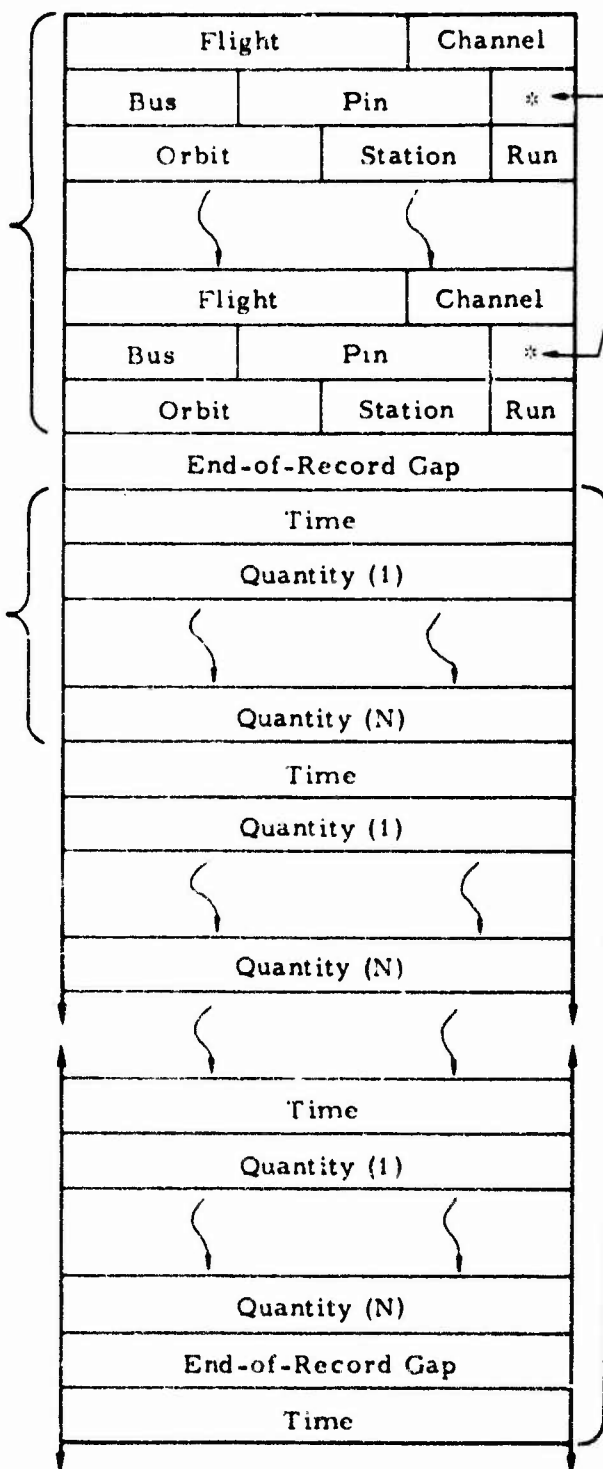 Flight Channel
Bus Pin *
Orbit Station Run
Flight Channel
Bus Pin *
Orbit Station Run
End-of-Record Gap
Time
Quantity (1)
Quantity (N)
Time
Quantity (1)
Quantity (N)
Time
Quantity (1)
Quantity (N)
End-of-Record Gap
Time